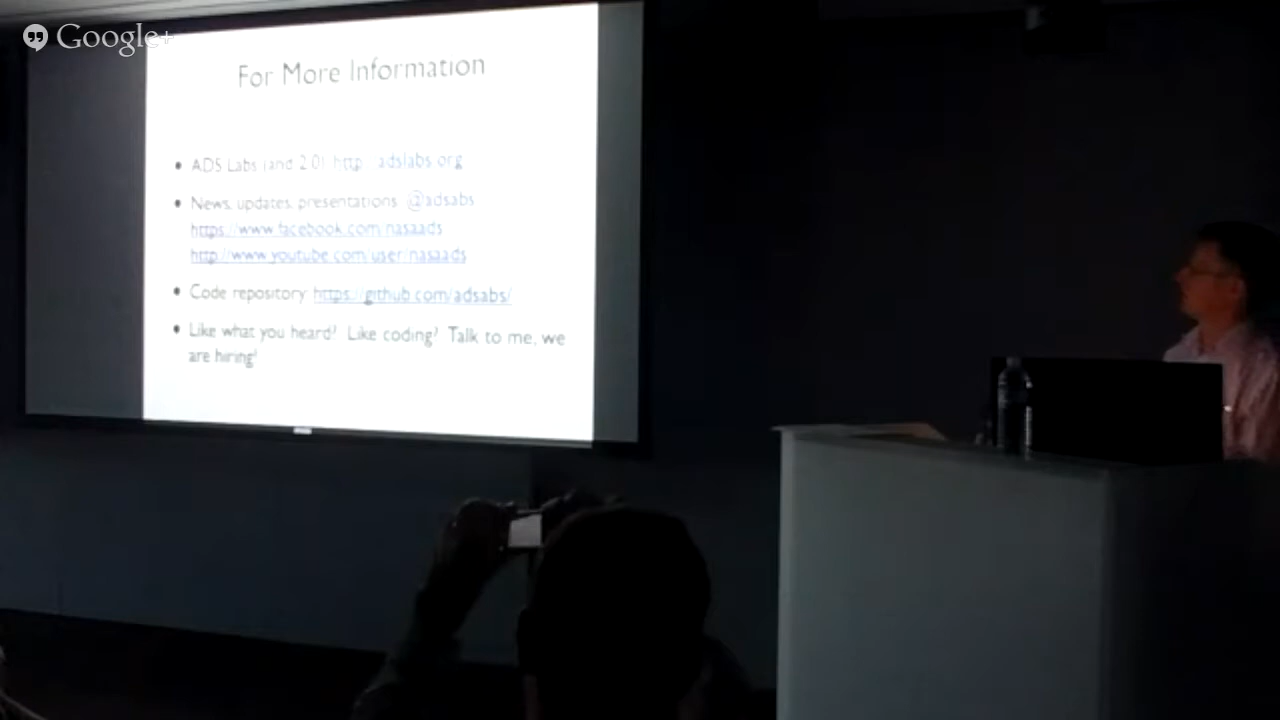 Google+
For More Information
• ADS Labs (and 2.0) http://adslabs.org
• News, updates, presentations: @adsabs
https://www.facebook.com/nasaads
http://www.youtube.com/user/nasaads
• Code repository: https://github.com/adsabs/
• Like what you heard? Like coding? Talk to me, we
are hiring!